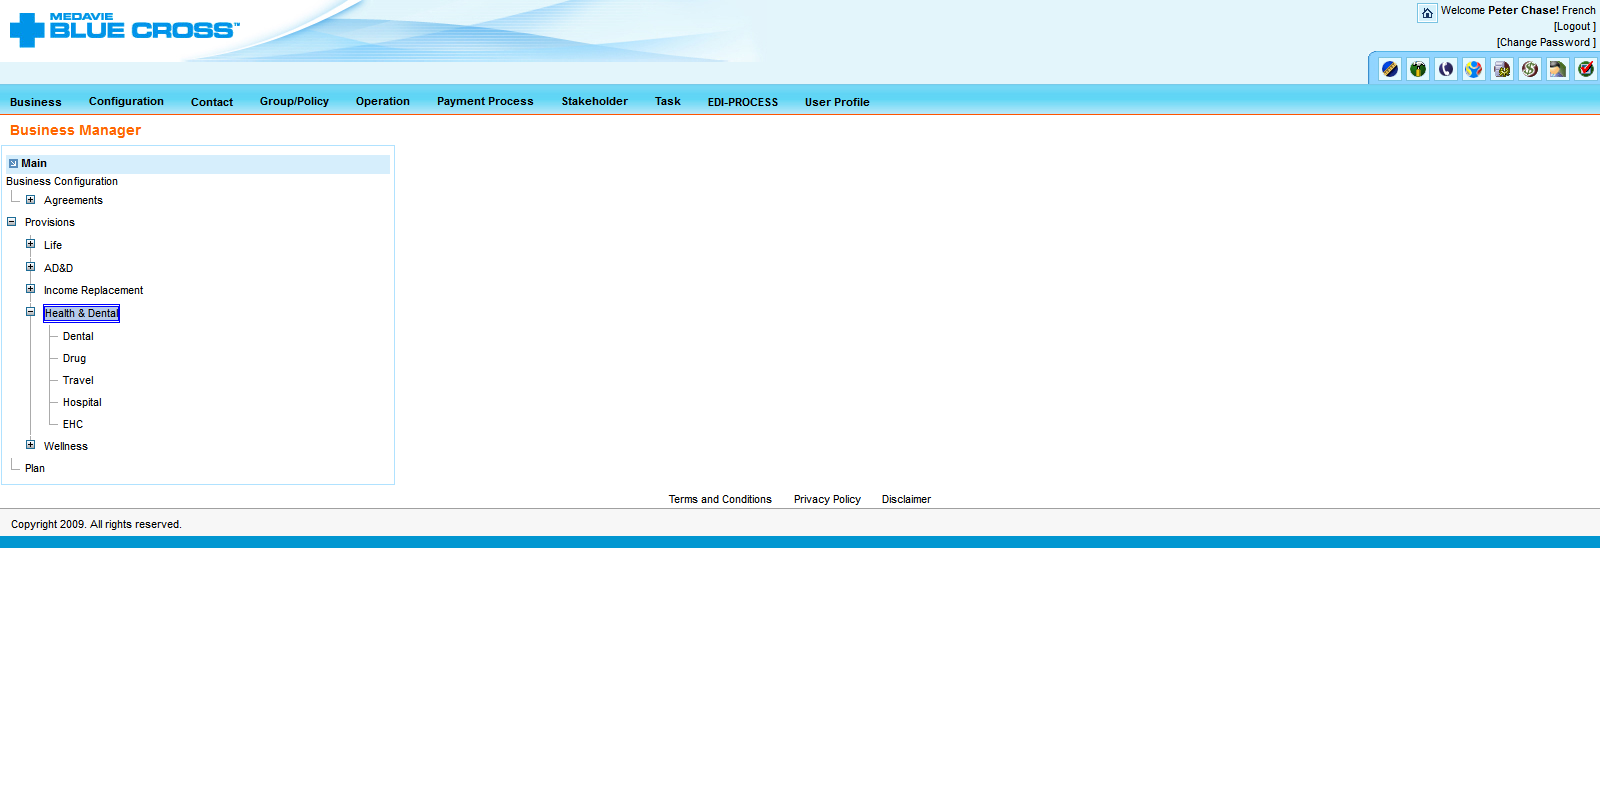 MEDAVIE
BLUE CROSS™
Welcome Peter Chase! French
[Logout ]
[Change Password ]
Business Configuration Contact Group/Policy Operation Payment Process Stakeholder Task EDI-PROCESS User Profile
Business Manager
Main
Business Configuration
Agreements
Provisions
Life
AD&D
Income Replacement
Health & Dental
Dental
Drug
Travel
Hospital
EHC
Wellness
Plan
Terms and Conditions Privacy Policy Disclaimer
Copyright 2009. All rights reserved.